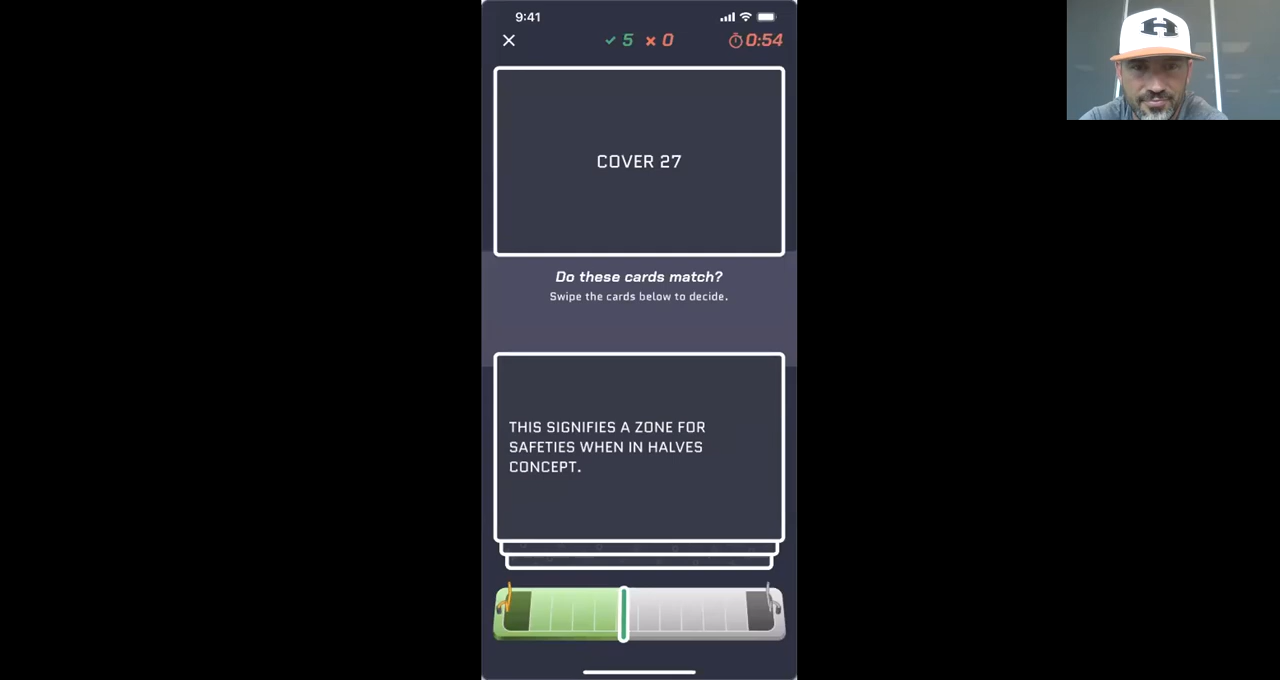 9:41
✓ 5 ✗ 0 0:54
COVER 27
Do these cards match?
Swipe the cards below to decide.
THIS SIGNIFIES A ZONE FOR
SAFETIES WHEN IN HALVES
CONCEPT.
H